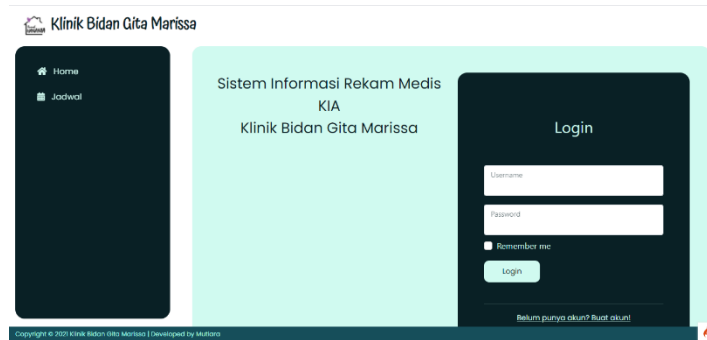 Klinik Bidan Gita Marissa
Home
Jadwal
Sistem Informasi Rekam Medis
KIA
Klinik Bidan Gita Marissa
Login
Username
Password
Remember me
Login
Belum punya akun? Buat akun!
Copyright © 2021 Klinik Bidan Gita Marissa | Developed by Mutiara